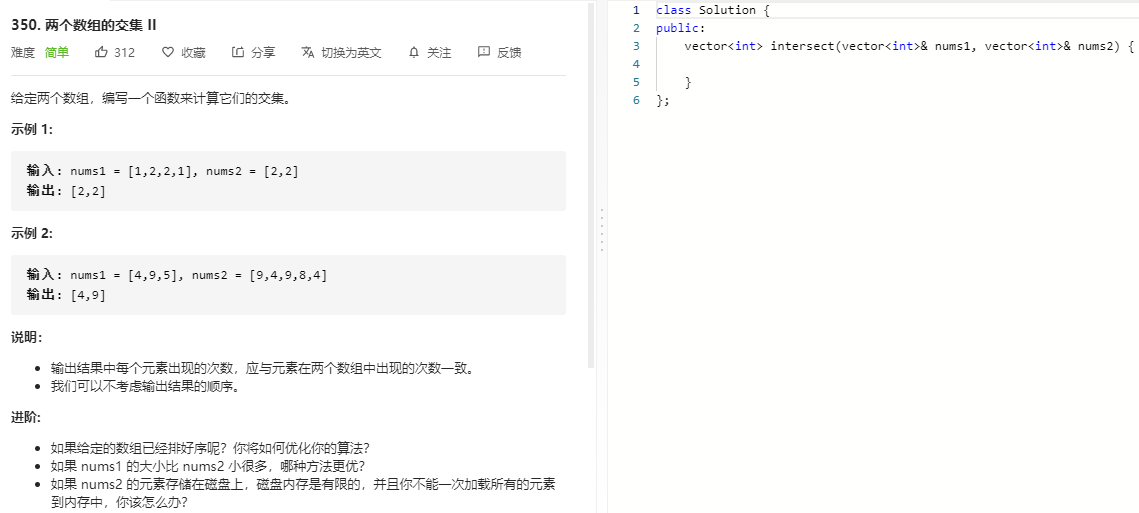 350. 两个数组的交集 II
难度 简单 312 收藏 分享 切换为英文 关注 反馈
给定两个数组，编写一个函数来计算它们的交集。
示例 1:
输入: nums1 = [1,2,2,1], nums2 = [2,2]
输出: [2,2]
示例 2:
输入: nums1 = [4,9,5], nums2 = [9,4,9,8,4]
输出: [4,9]
说明：
• 输出结果中每个元素出现的次数，应与元素在两个数组中出现的次数一致。
• 我们可以不考虑输出结果的顺序。
进阶:
• 如果给定的数组已经排好序呢？你将如何优化你的算法？
• 如果 nums1 的大小比 nums2 小很多，哪种方法更优？
• 如果 nums2 的元素存储在磁盘上，磁盘内存是有限的，并且你不能一次加载所有的元素
到内存中，你该怎么办？
1 class Solution {
2 public:
3     vector<int> intersect(vector<int>& nums1, vector<int>& nums2) {
4
5     }
6 };